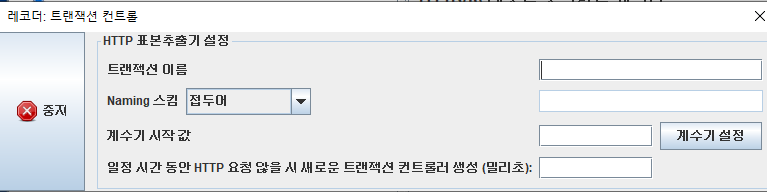 레코더: 트랜잭션 컨트롤
HTTP 표본추출기 설정
트랜젝션 이름
Naming 스킴 접두어
중지
계수기 시작 값 계수기 설정
일정 시간 동안 HTTP 요청 않을 시 새로운 트랜잭션 컨트롤러 생성 (밀리초):